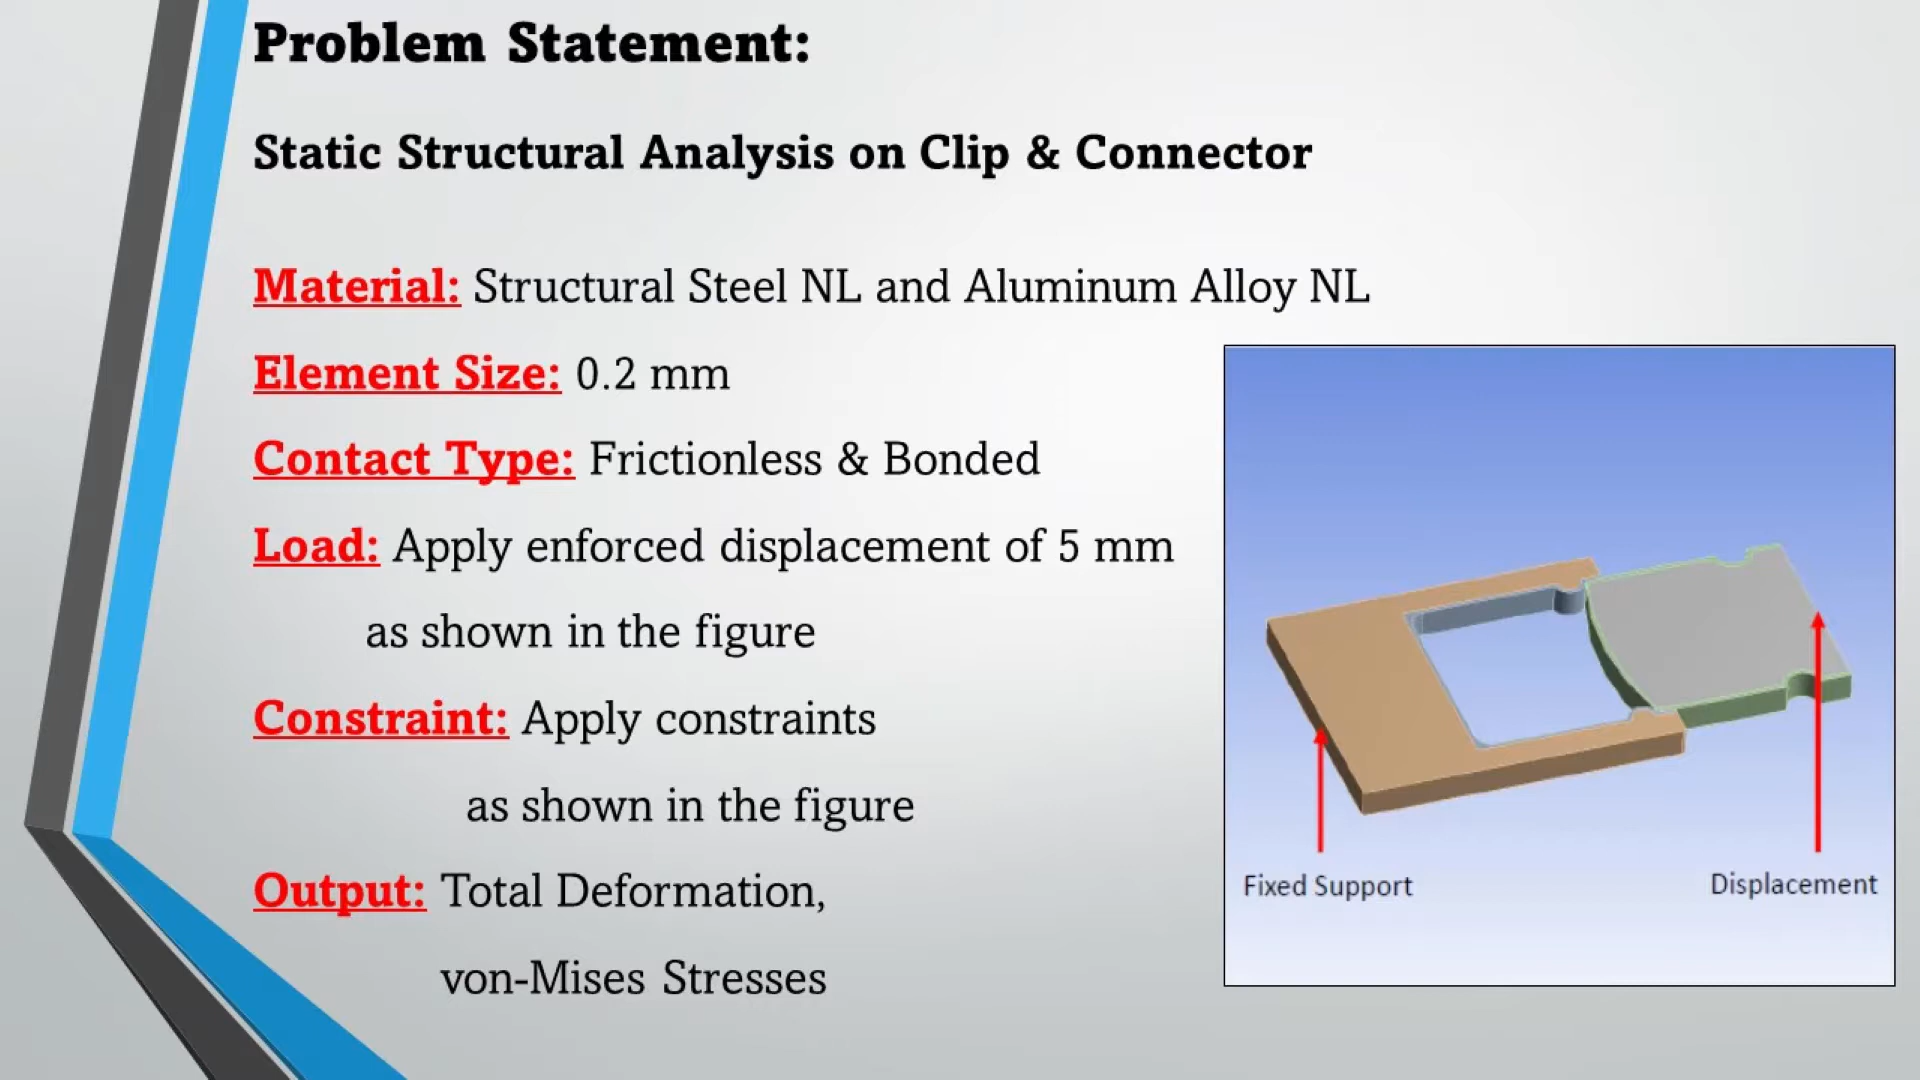 Problem Statement:
Static Structural Analysis on Clip & Connector
Material: Structural Steel NL and Aluminum Alloy NL
Element Size: 0.2 mm
Contact Type: Frictionless & Bonded
Load: Apply enforced displacement of 5 mm
as shown in the figure
Constraint: Apply constraints
as shown in the figure
Output: Total Deformation,
von-Mises Stresses
Fixed Support
Displacement